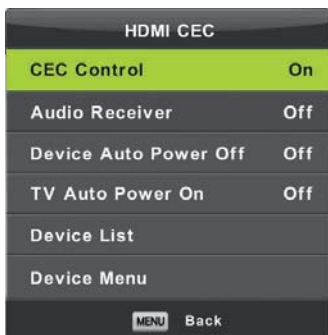 HDMI CEC
CEC Control On
Audio Receiver Off
Device Auto Power Off Off
TV Auto Power On Off
Device List
Device Menu
MENU Back